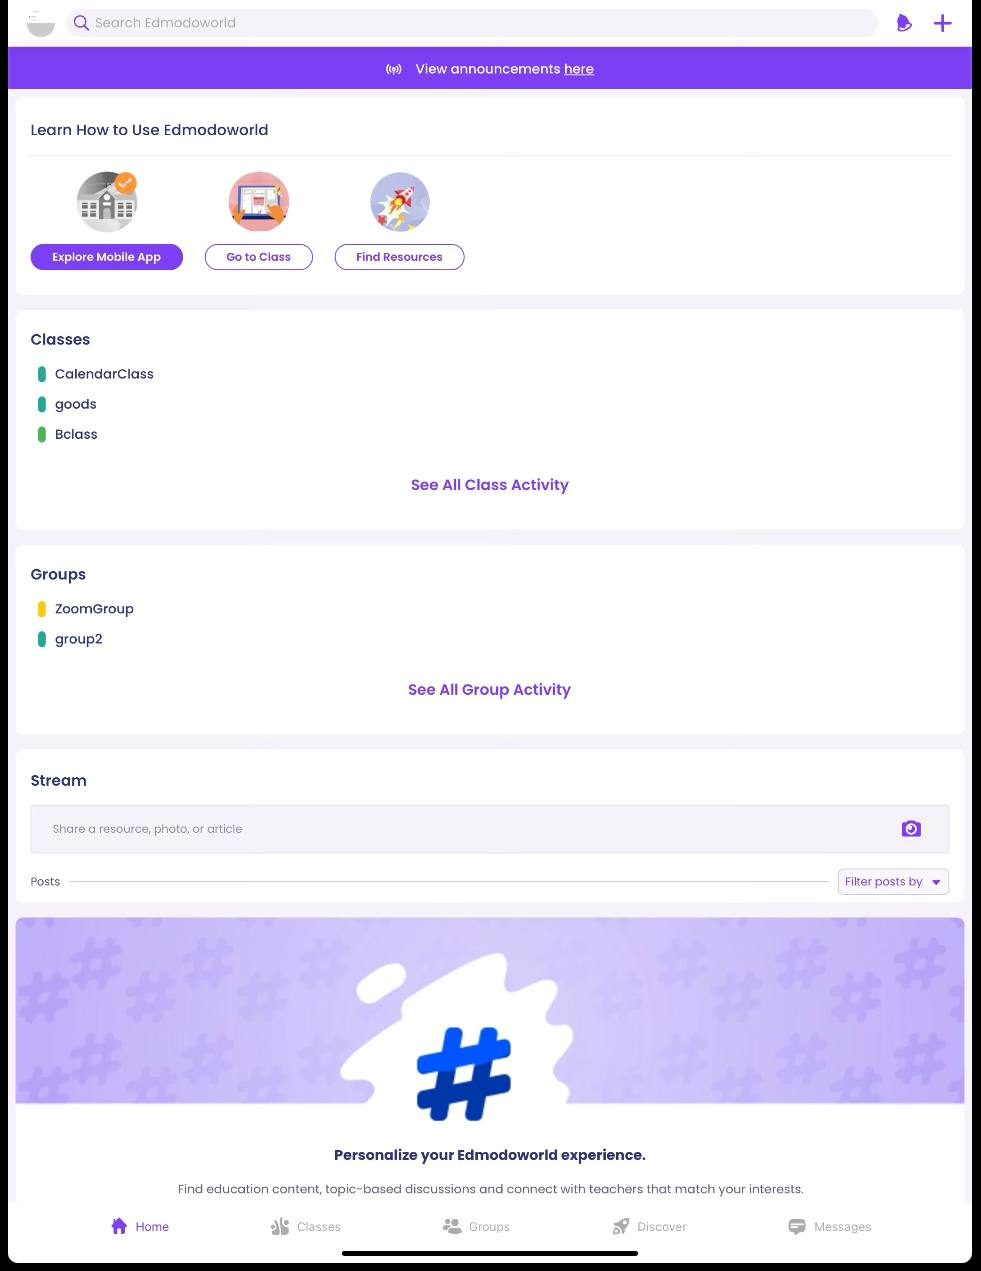 Search Edmodoworld
View announcements here
Learn How to Use Edmodoworld
Explore Mobile App
Go to Class
Find Resources
Classes
CalendarClass
goods
Bclass
See All Class Activity
Groups
ZoomGroup
group2
See All Group Activity
Stream
Share a resource, photo, or article
Posts
Filter posts by
Personalize your Edmodoworld experience.
Find education content, topic-based discussions and connect with teachers that match your interests.
Home
Classes
Groups
Discover
Messages